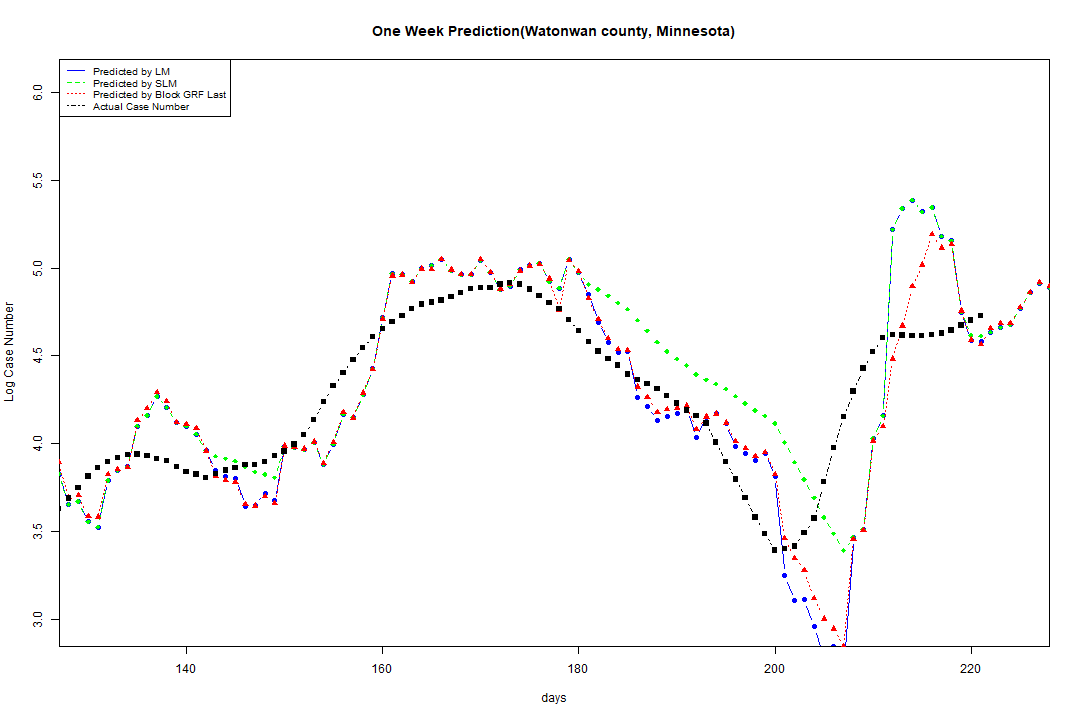 One Week Prediction(Watonwan county, Minnesota)
Predicted by LM
Predicted by SLM
Predicted by Block GRF Last
Actual Case Number
6.0
5.5
5.0
4.5
4.0
3.5
3.0
Log Case Number
140 160 180 200 220
days